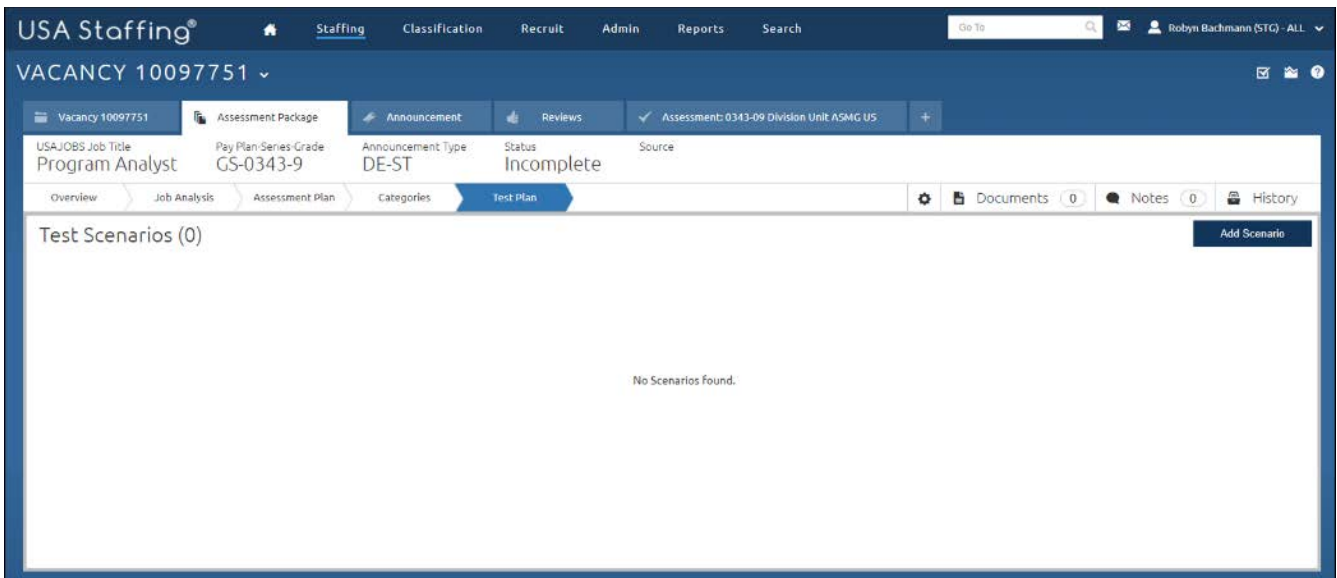 USA Staffing® Staffing Classification Recruit Admin Reports Search Go To Robyn Bachmann (STG) - ALL
VACANCY 10097751
Vacancy 10097751 Assessment Package Announcement Reviews Assessment: 0343-09 Division Unit ASMG US +
USAJOBS Job Title Pay Plan-Series-Grade Announcement Type Status Source
Program Analyst GS-0343-9 DE-ST Incomplete
Overview Job Analysis Assessment Plan Categories Test Plan Documents 0 Notes 0 History
Test Scenarios (0) Add Scenario
No Scenarios found.